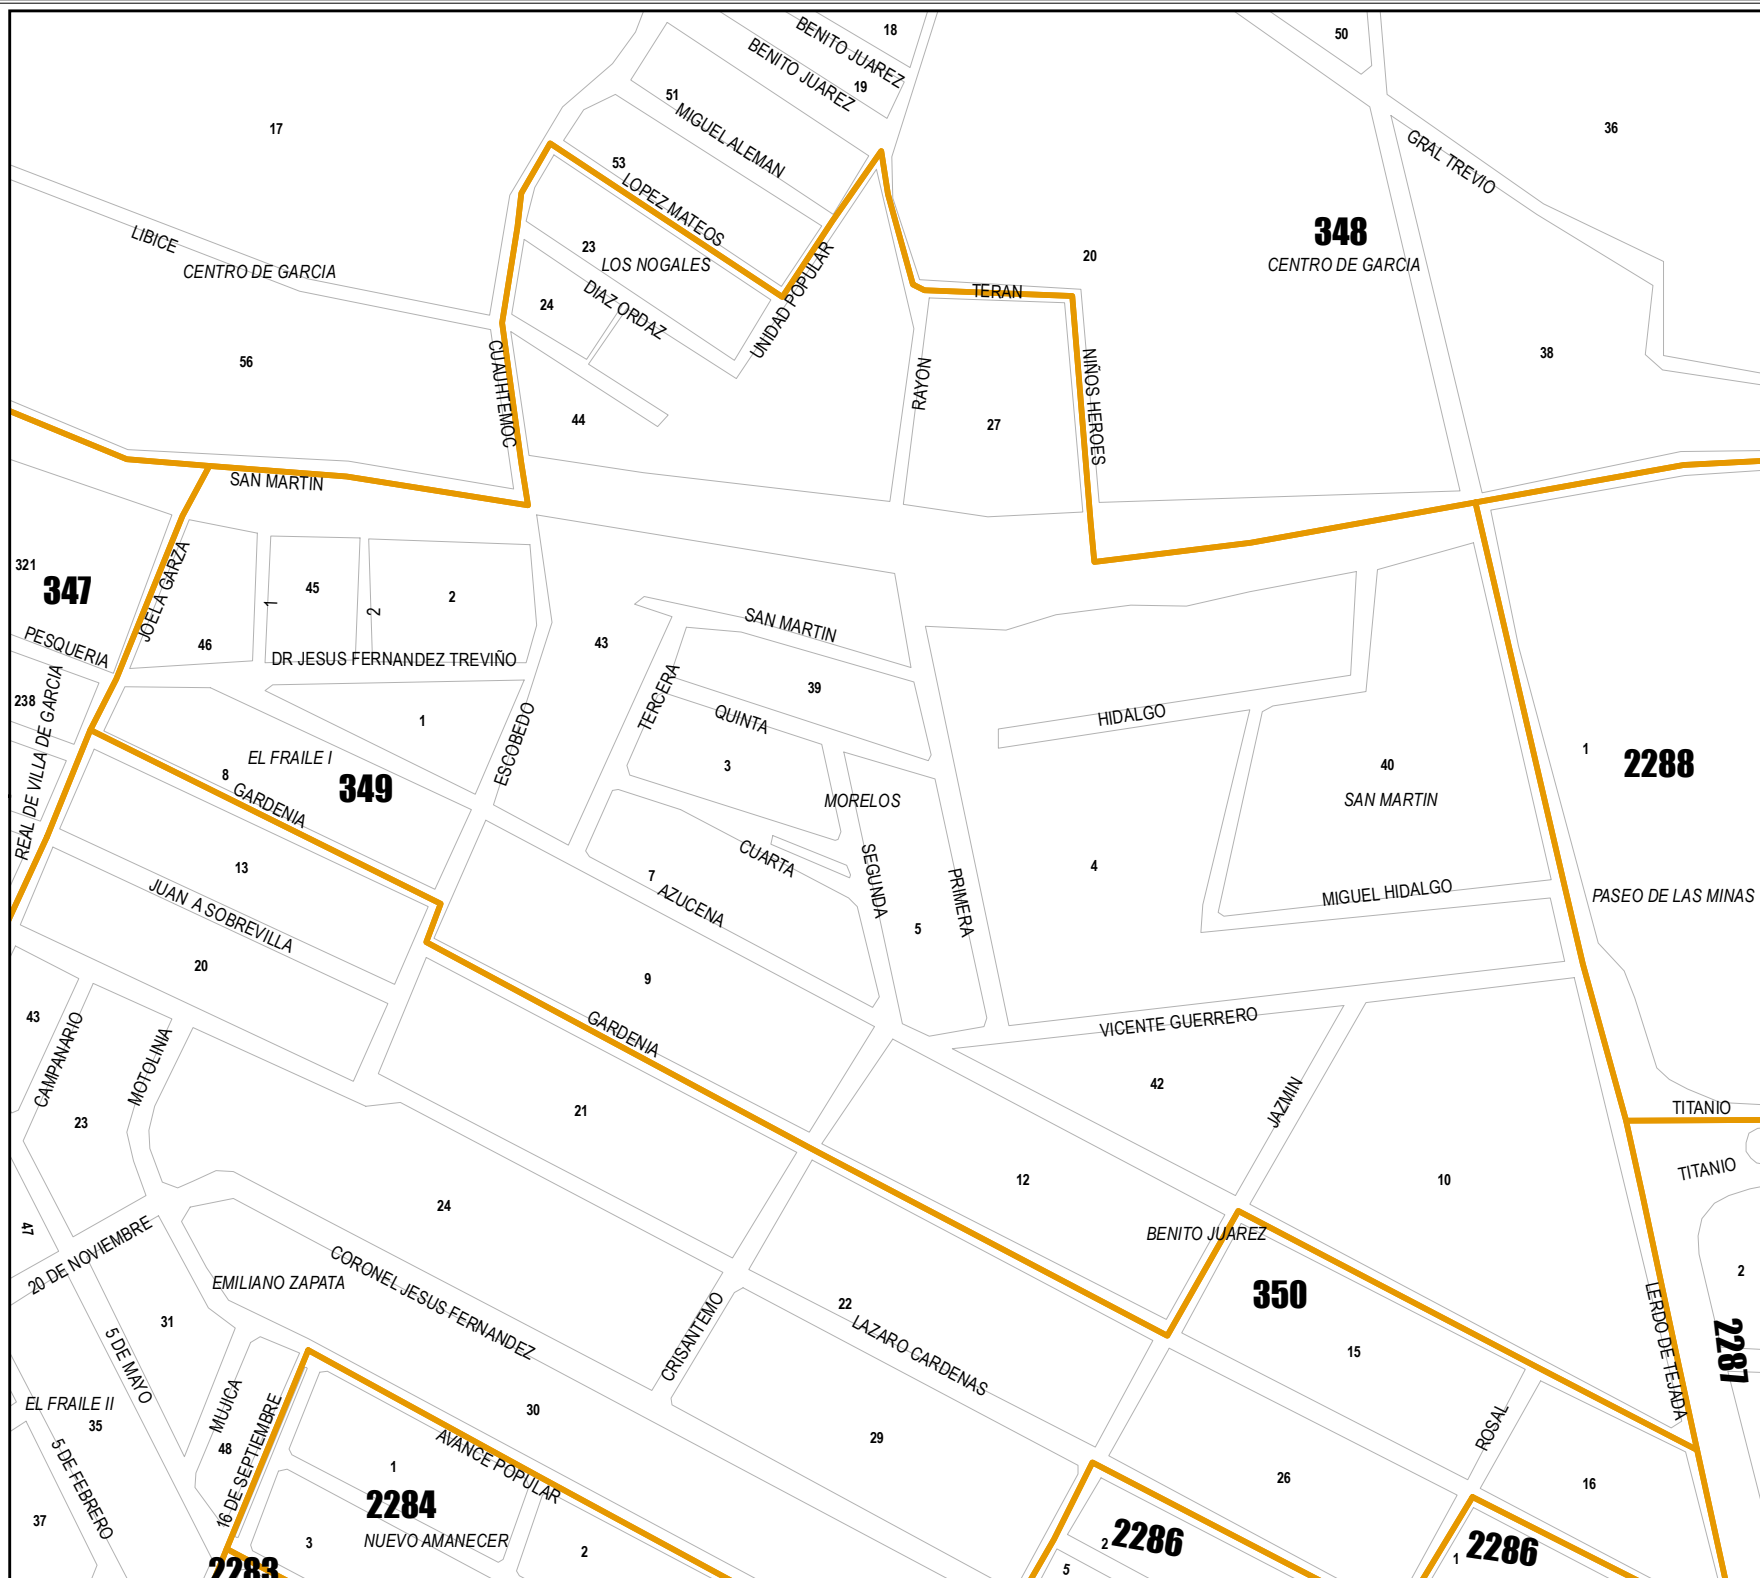 BENITO JUAREZ
18
50
BENITO JUAREZ
19
51
MIGUEL ALEMAN
17
36
GRAL TREVIO
53
LOPEZ MATEOS
348
CENTRO DE GARCIA
LIBICE
CENTRO DE GARCIA
23
LOS NOGALES
20
UNIDAD POPULAR
DIAZ ORDAZ
24
TERAN
56
CUAUHTEMOC
RAYON
NIÑOS HEROES
38
44
27
SAN MARTIN
321
347
JOELA GARZA
45
1
2
2
SAN MARTIN
PESQUERIA
46
43
DR JESUS FERNANDEZ TREVIÑO
238
REAL DE VILLA DE GARCIA
TERCERA
39
QUINTA
HIDALGO
1
ESCOBEDO
EL FRAILE I
349
8
GARDENIA
3
MORELOS
40
SAN MARTIN
1
2288
13
CUARTA
SEGUNDA
PRIMERA
4
7
AZUCENA
JUAN A SOBREVILLA
MIGUEL HIDALGO
PASEO DE LAS MINAS
5
20
9
43
CAMPANARIO
MOTOLINIA
GARDENIA
VICENTE GUERRERO
42
JAZMIN
23
21
TITANIO
TITANIO
12
10
24
47
20 DE NOVIEMBRE
BENITO JUAREZ
CORONEL JESUS FERNANDEZ
EMILIANO ZAPATA
350
2
31
5 DE MAYO
22
LAZARO CARDENAS
CRISANTEMO
LERDO DE TEJADA
2287
15
EL FRAILE II
35
MUJICA
48
16 DE SEPTIEMBRE
30
AVANCE POPULAR
29
ROSAL
5 DE FEBRERO
1
2284
26
16
37
3
NUEVO AMANECER
2
2
2286
1
2286
5
2283